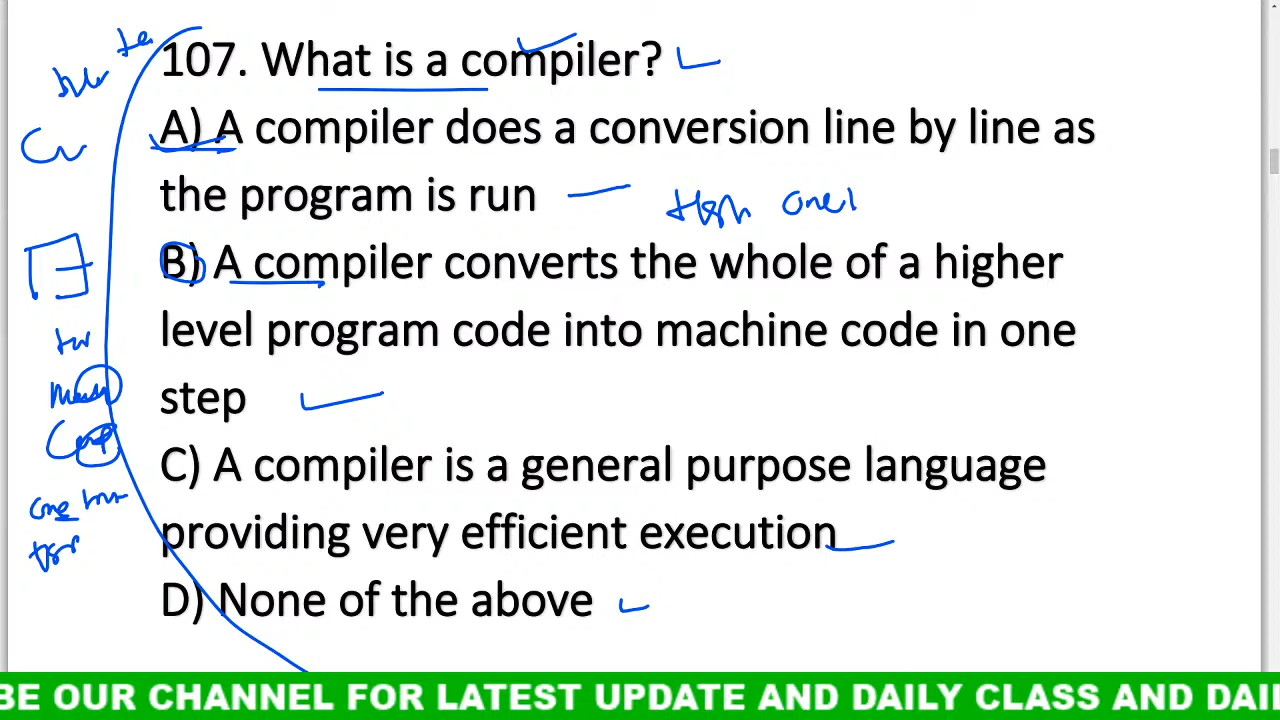 107. What is a compiler?
A) A compiler does a conversion line by line as
the program is run
B) A compiler converts the whole of a higher
level program code into machine code in one
step
C) A compiler is a general purpose language
providing very efficient execution
D) None of the above
BE OUR CHANNEL FOR LATEST UPDATE AND DAILY CLASS AND DAI